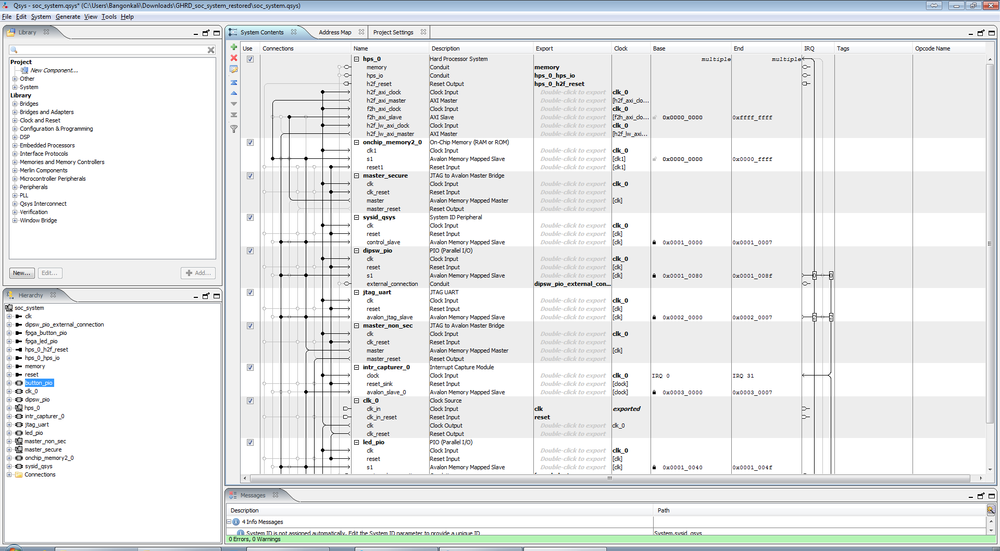 Qsys - soc_system.qsys* (C:\Users\Bangonkali\Downloads\GHRD_soc_system_restored\soc_system.qsys)
File Edit System Generate View Tools Help
Library
Project
New Component...
Other
System
Library
Bridges
Bridges and Adapters
Clock and Reset
Configuration & Programming
DSP
Embedded Processors
Interface Protocols
Memories and Memory Controllers
Merlin Components
Microcontroller Peripherals
Peripherals
PLL
Qsys Interconnect
Verification
Window Bridge
New... Edit... Add...
Hierarchy
soc_system
clk
dipsw_pio_external_connection
fpga_button_pio
fpga_led_pio
hps_0_h2f_reset
hps_0_hps_io
memory
reset
button_pio
clk_0
dipsw_pio
hps_0
intr_capturer_0
jtag_uart
led_pio
master_non_sec
master_secure
onchip_memory2_0
sysid_qsys
Connections
System Contents Address Map Project Settings
Use Connections Name Description Export Clock Base End IRQ Tags Opcode Name
hps_0 Hard Processor System multiple multiple
memory Conduit memory
hps_io Conduit hps_0_hps_io
h2f_reset Reset Output hps_0_h2f_reset
h2f_axi_clock Clock Input Double-click to export clk_0
h2f_axi_master AXI Master Double-click to export [h2f_axi_clo...
f2h_axi_clock Clock Input Double-click to export clk_0
f2h_axi_slave AXI Slave Double-click to export [f2h_axi_clo... 0x0000_0000 0xffff_ffff
h2f_lw_axi_clock Clock Input Double-click to export clk_0
h2f_lw_axi_master AXI Master Double-click to export [h2f_lw_axi...
onchip_memory2_0 On-Chip Memory (RAM or ROM)
clk1 Clock Input Double-click to export clk_0
s1 Avalon Memory Mapped Slave Double-click to export [clk1] 0x0000_0000 0x0000_ffff
reset1 Reset Input Double-click to export [clk1]
master_secure JTAG to Avalon Master Bridge
clk Clock Input Double-click to export clk_0
clk_reset Reset Input Double-click to export
master Avalon Memory Mapped Master Double-click to export [clk]
master_reset Reset Output Double-click to export
sysid_qsys System ID Peripheral
clk Clock Input Double-click to export clk_0
reset Reset Input Double-click to export [clk]
control_slave Avalon Memory Mapped Slave Double-click to export [clk] 0x0001_0000 0x0001_0007
dipsw_pio PIO (Parallel I/O)
clk Clock Input Double-click to export clk_0
reset Reset Input Double-click to export [clk]
s1 Avalon Memory Mapped Slave Double-click to export [clk] 0x0001_0080 0x0001_008f 0 0
external_connection Conduit dipsw_pio_external_con...
jtag_uart JTAG UART
clk Clock Input Double-click to export clk_0
reset Reset Input Double-click to export [clk]
avalon_jtag_slave Avalon Memory Mapped Slave Double-click to export [clk] 0x0002_0000 0x0002_0007 2 2
master_non_sec JTAG to Avalon Master Bridge
clk Clock Input Double-click to export clk_0
clk_reset Reset Input Double-click to export
master Avalon Memory Mapped Master Double-click to export [clk]
master_reset Reset Output Double-click to export
intr_capturer_0 Interrupt Capture Module
clock Clock Input Double-click to export clk_0 IRQ 0 IRQ 31
reset_sink Reset Input Double-click to export [clock]
avalon_slave_0 Avalon Memory Mapped Slave Double-click to export [clock] 0x0003_0000 0x0003_0007
clk_0 Clock Source
clk_in Clock Input clk exported
clk_in_reset Reset Input reset
clk Clock Output Double-click to export clk_0
clk_reset Reset Output Double-click to export
led_pio PIO (Parallel I/O)
clk Clock Input Double-click to export clk_0
reset Reset Input Double-click to export [clk]
s1 Avalon Memory Mapped Slave Double-click to export [clk] 0x0001_0040 0x0001_004f
Messages
Description Path
4 Info Messages
System ID is not assigned automatically. Edit the System ID parameter to provide a unique ID System.sysid_qsys
0 Errors, 0 Warnings